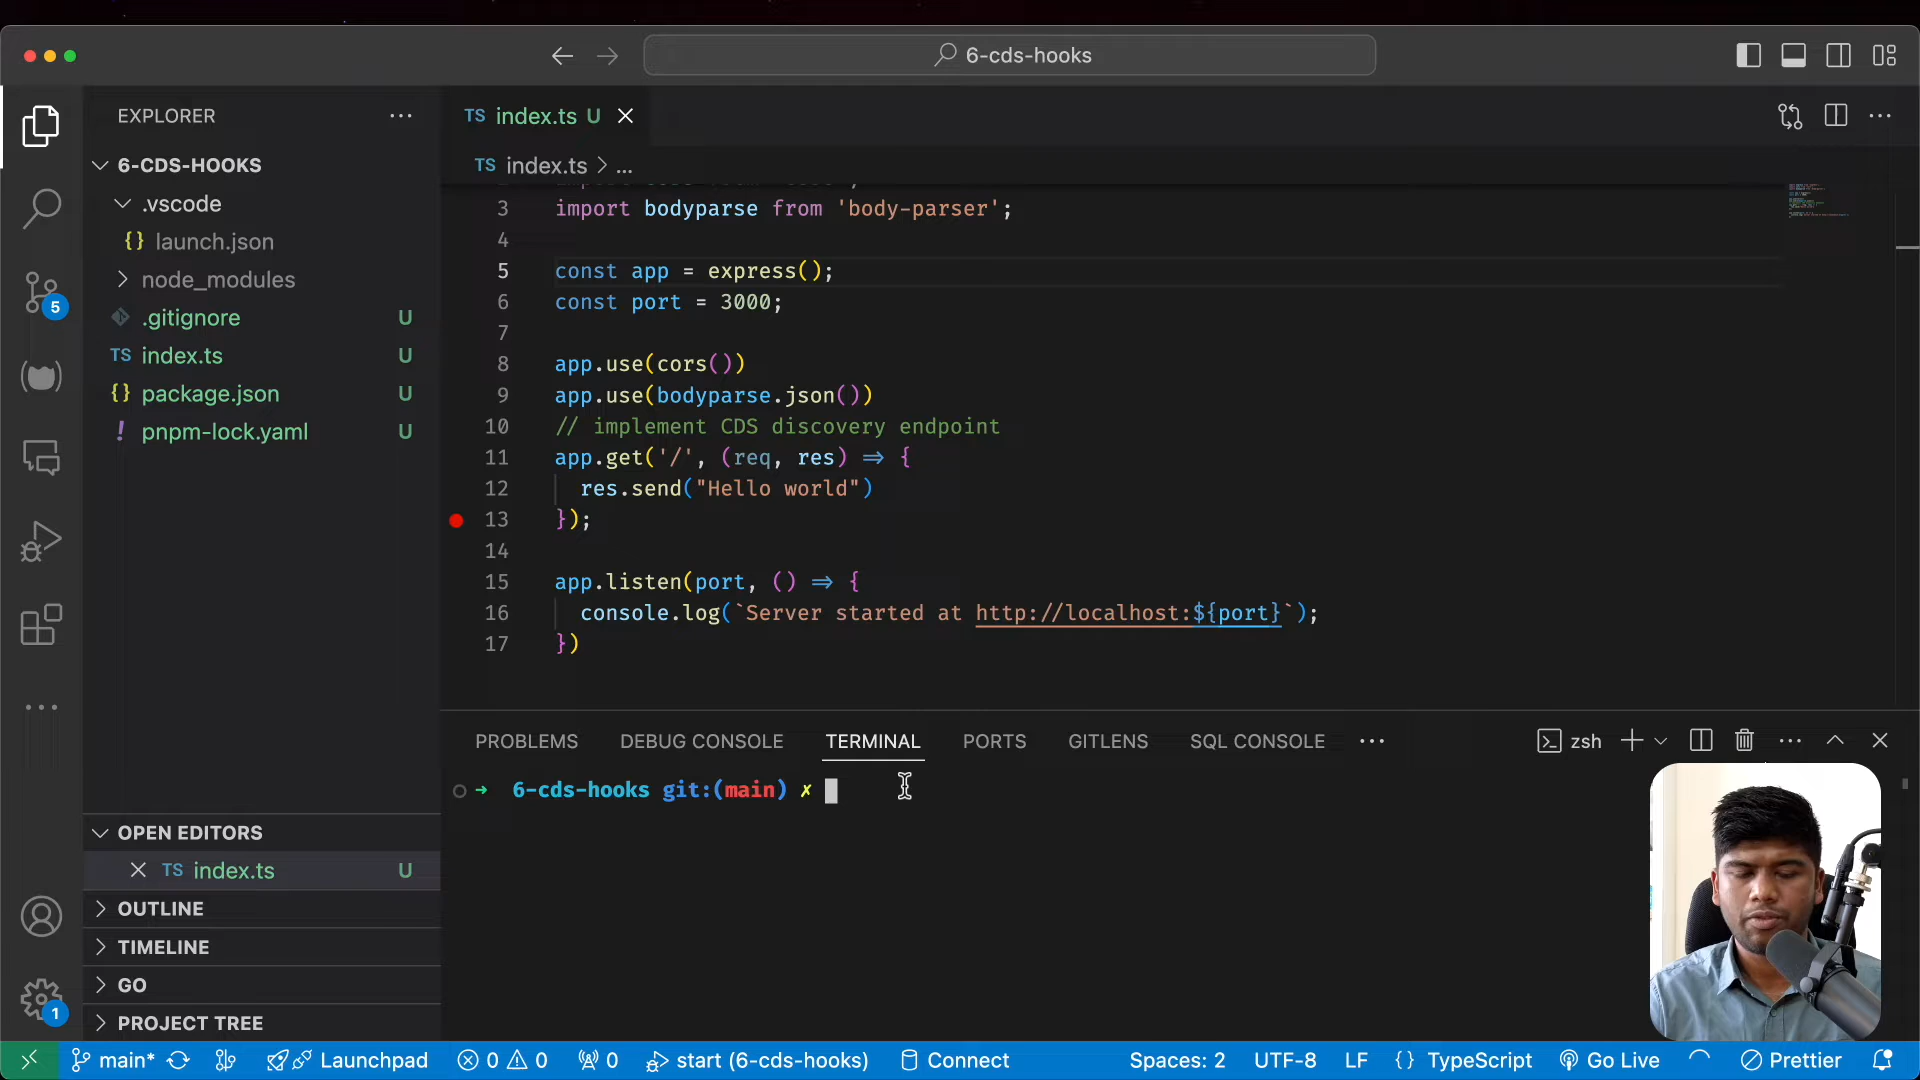 6-cds-hooks
EXPLORER
6-CDS-HOOKS
.vscode
{} launch.json
node_modules
.gitignore U
TS index.ts U
{} package.json U
! pnpm-lock.yaml U
5
OPEN EDITORS
TS index.ts U
OUTLINE
TIMELINE
GO
PROJECT TREE
1
TS index.ts U
TS index.ts > ...
3 import bodyparse from 'body-parser';
4
5 const app = express();
6 const port = 3000;
7
8 app.use(cors())
9 app.use(bodyparse.json())
10 // implement CDS discovery endpoint
11 app.get('/', (req, res) => {
12 res.send("Hello world")
13 });
14
15 app.listen(port, () => {
16 console.log(`Server started at http://localhost:${port}`);
17 })
PROBLEMS DEBUG CONSOLE TERMINAL PORTS GITLENS SQL CONSOLE ... zsh
→ 6-cds-hooks git:(main) ✗
main* Launchpad 0 0 0 start (6-cds-hooks) Connect Spaces: 2 UTF-8 LF {} TypeScript Go Live Prettier